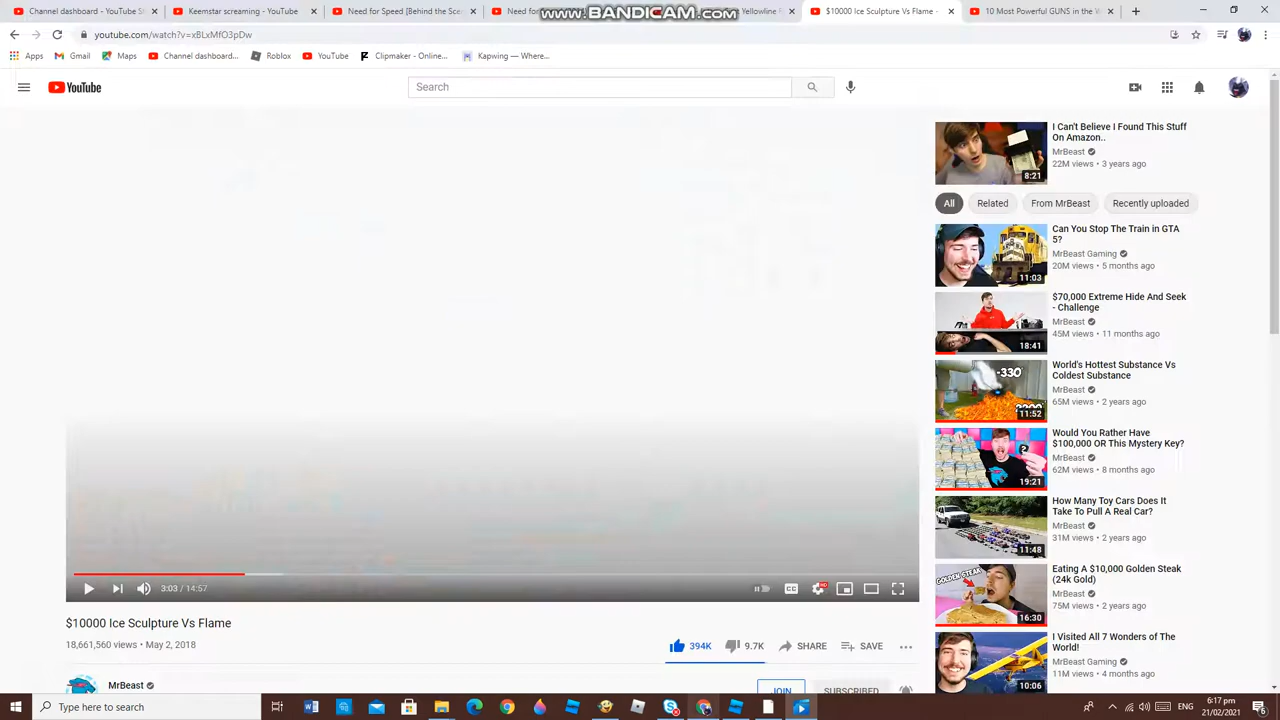 Channel dashboard - YouTube St
Keemstar screaming - YouTube
Need for Speed [Behind the
Need for
Yellowline
$10000 Ice Sculpture Vs Flame -
10 Most Powerful GUNS in the W
www.BANDICAM.com
youtube.com/watch?v=xBLxMfO3pDw
Apps
Gmail
Maps
Channel dashboard...
Roblox
YouTube
Clipmaker - Online...
Kapwing — Where...
YouTube
Search
I Can't Believe I Found This Stuff
On Amazon..
MrBeast
22M views • 3 years ago
8:21
All
Related
From MrBeast
Recently uploaded
Can You Stop The Train in GTA
5?
MrBeast Gaming
20M views • 5 months ago
11:03
$70,000 Extreme Hide And Seek
- Challenge
MrBeast
45M views • 11 months ago
18:41
World's Hottest Substance Vs
Coldest Substance
MrBeast
65M views • 2 years ago
-330
11:52
Would You Rather Have
$100,000 OR This Mystery Key?
MrBeast
62M views • 8 months ago
?
19:21
How Many Toy Cars Does It
Take To Pull A Real Car?
MrBeast
31M views • 2 years ago
11:48
Eating A $10,000 Golden Steak
(24k Gold)
MrBeast
75M views • 2 years ago
GOLDEN STEAK
16:30
I Visited All 7 Wonders of The
World!
MrBeast Gaming
11M views • 4 months ago
10:06
3:03 / 14:57
CC
HD
$10000 Ice Sculpture Vs Flame
18,661,560 views • May 2, 2018
394K
9.7K
SHARE
SAVE
MrBeast
JOIN
SUBSCRIBED
Type here to search
ENG
6:17 pm
21/02/2021